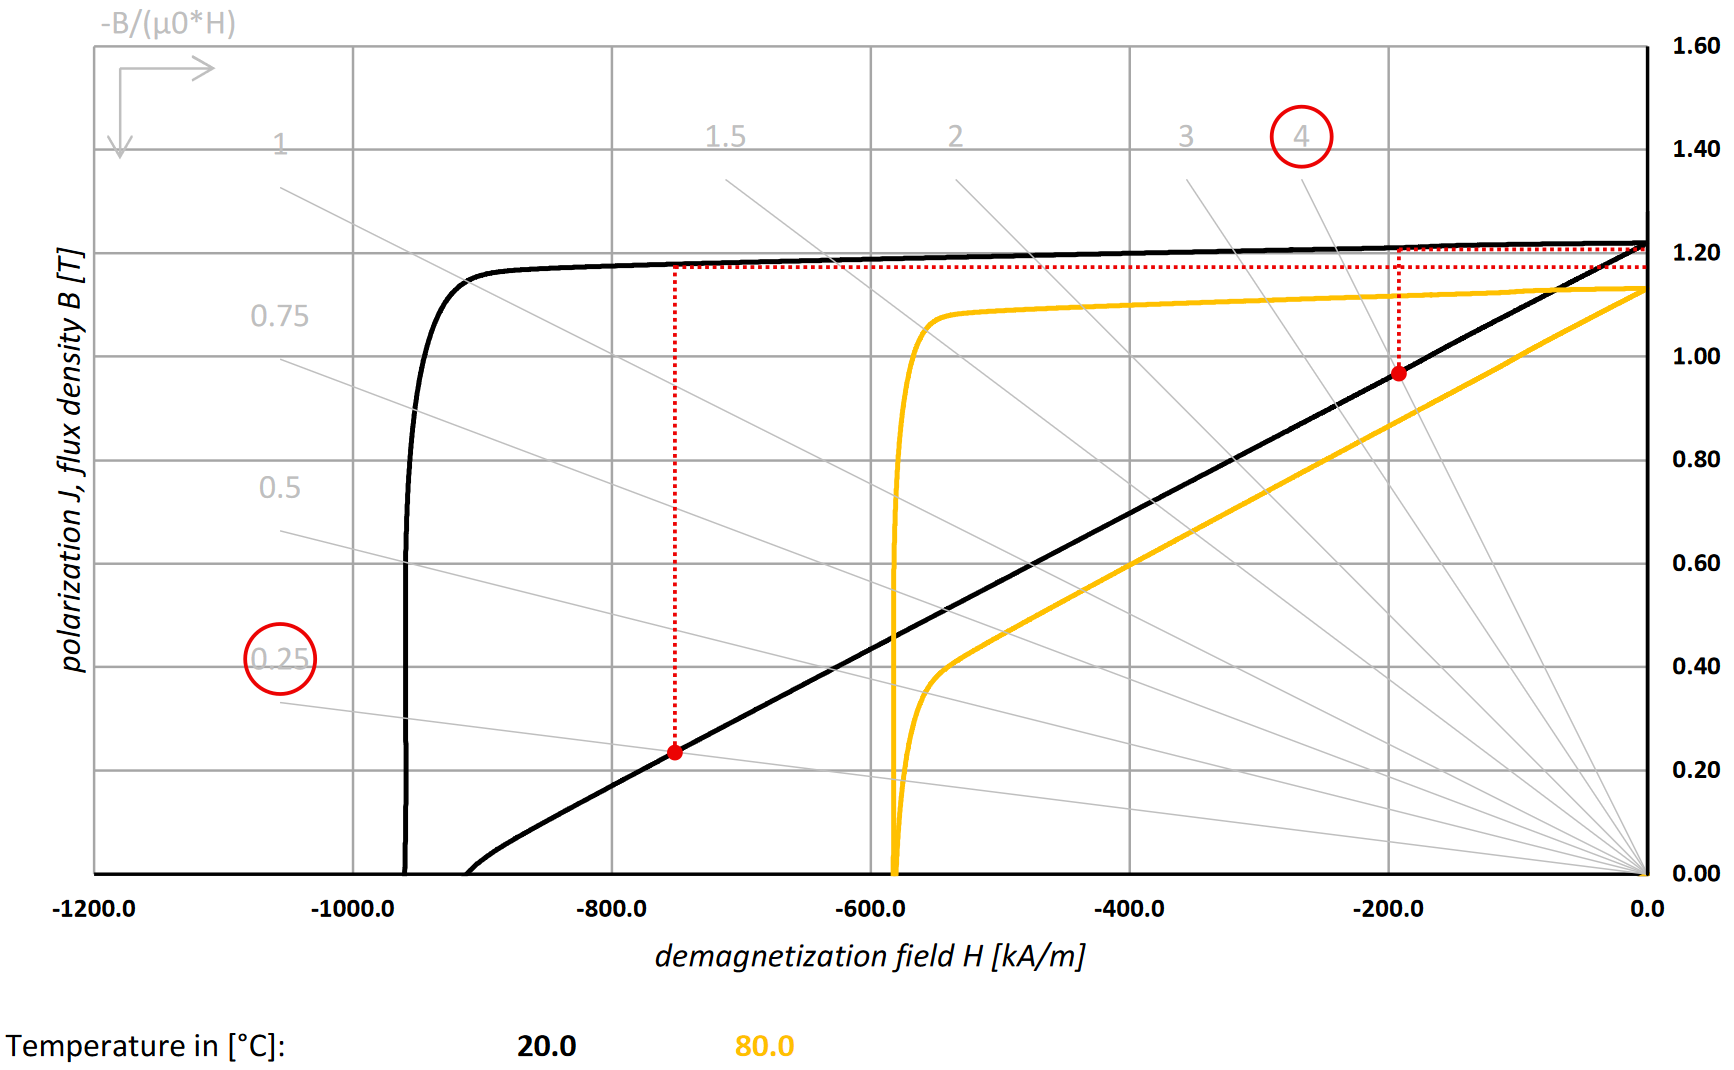 -B/(μ0*H)
1 1.5 2 3 4
0.75
0.5
0.25
polarization J, flux density B [T]
1.60
1.40
1.20
1.00
0.80
0.60
0.40
0.20
0.00
-1200.0 -1000.0 -800.0 -600.0 -400.0 -200.0 0.0
demagnetization field H [kA/m]
Temperature in [°C]: 20.0 80.0